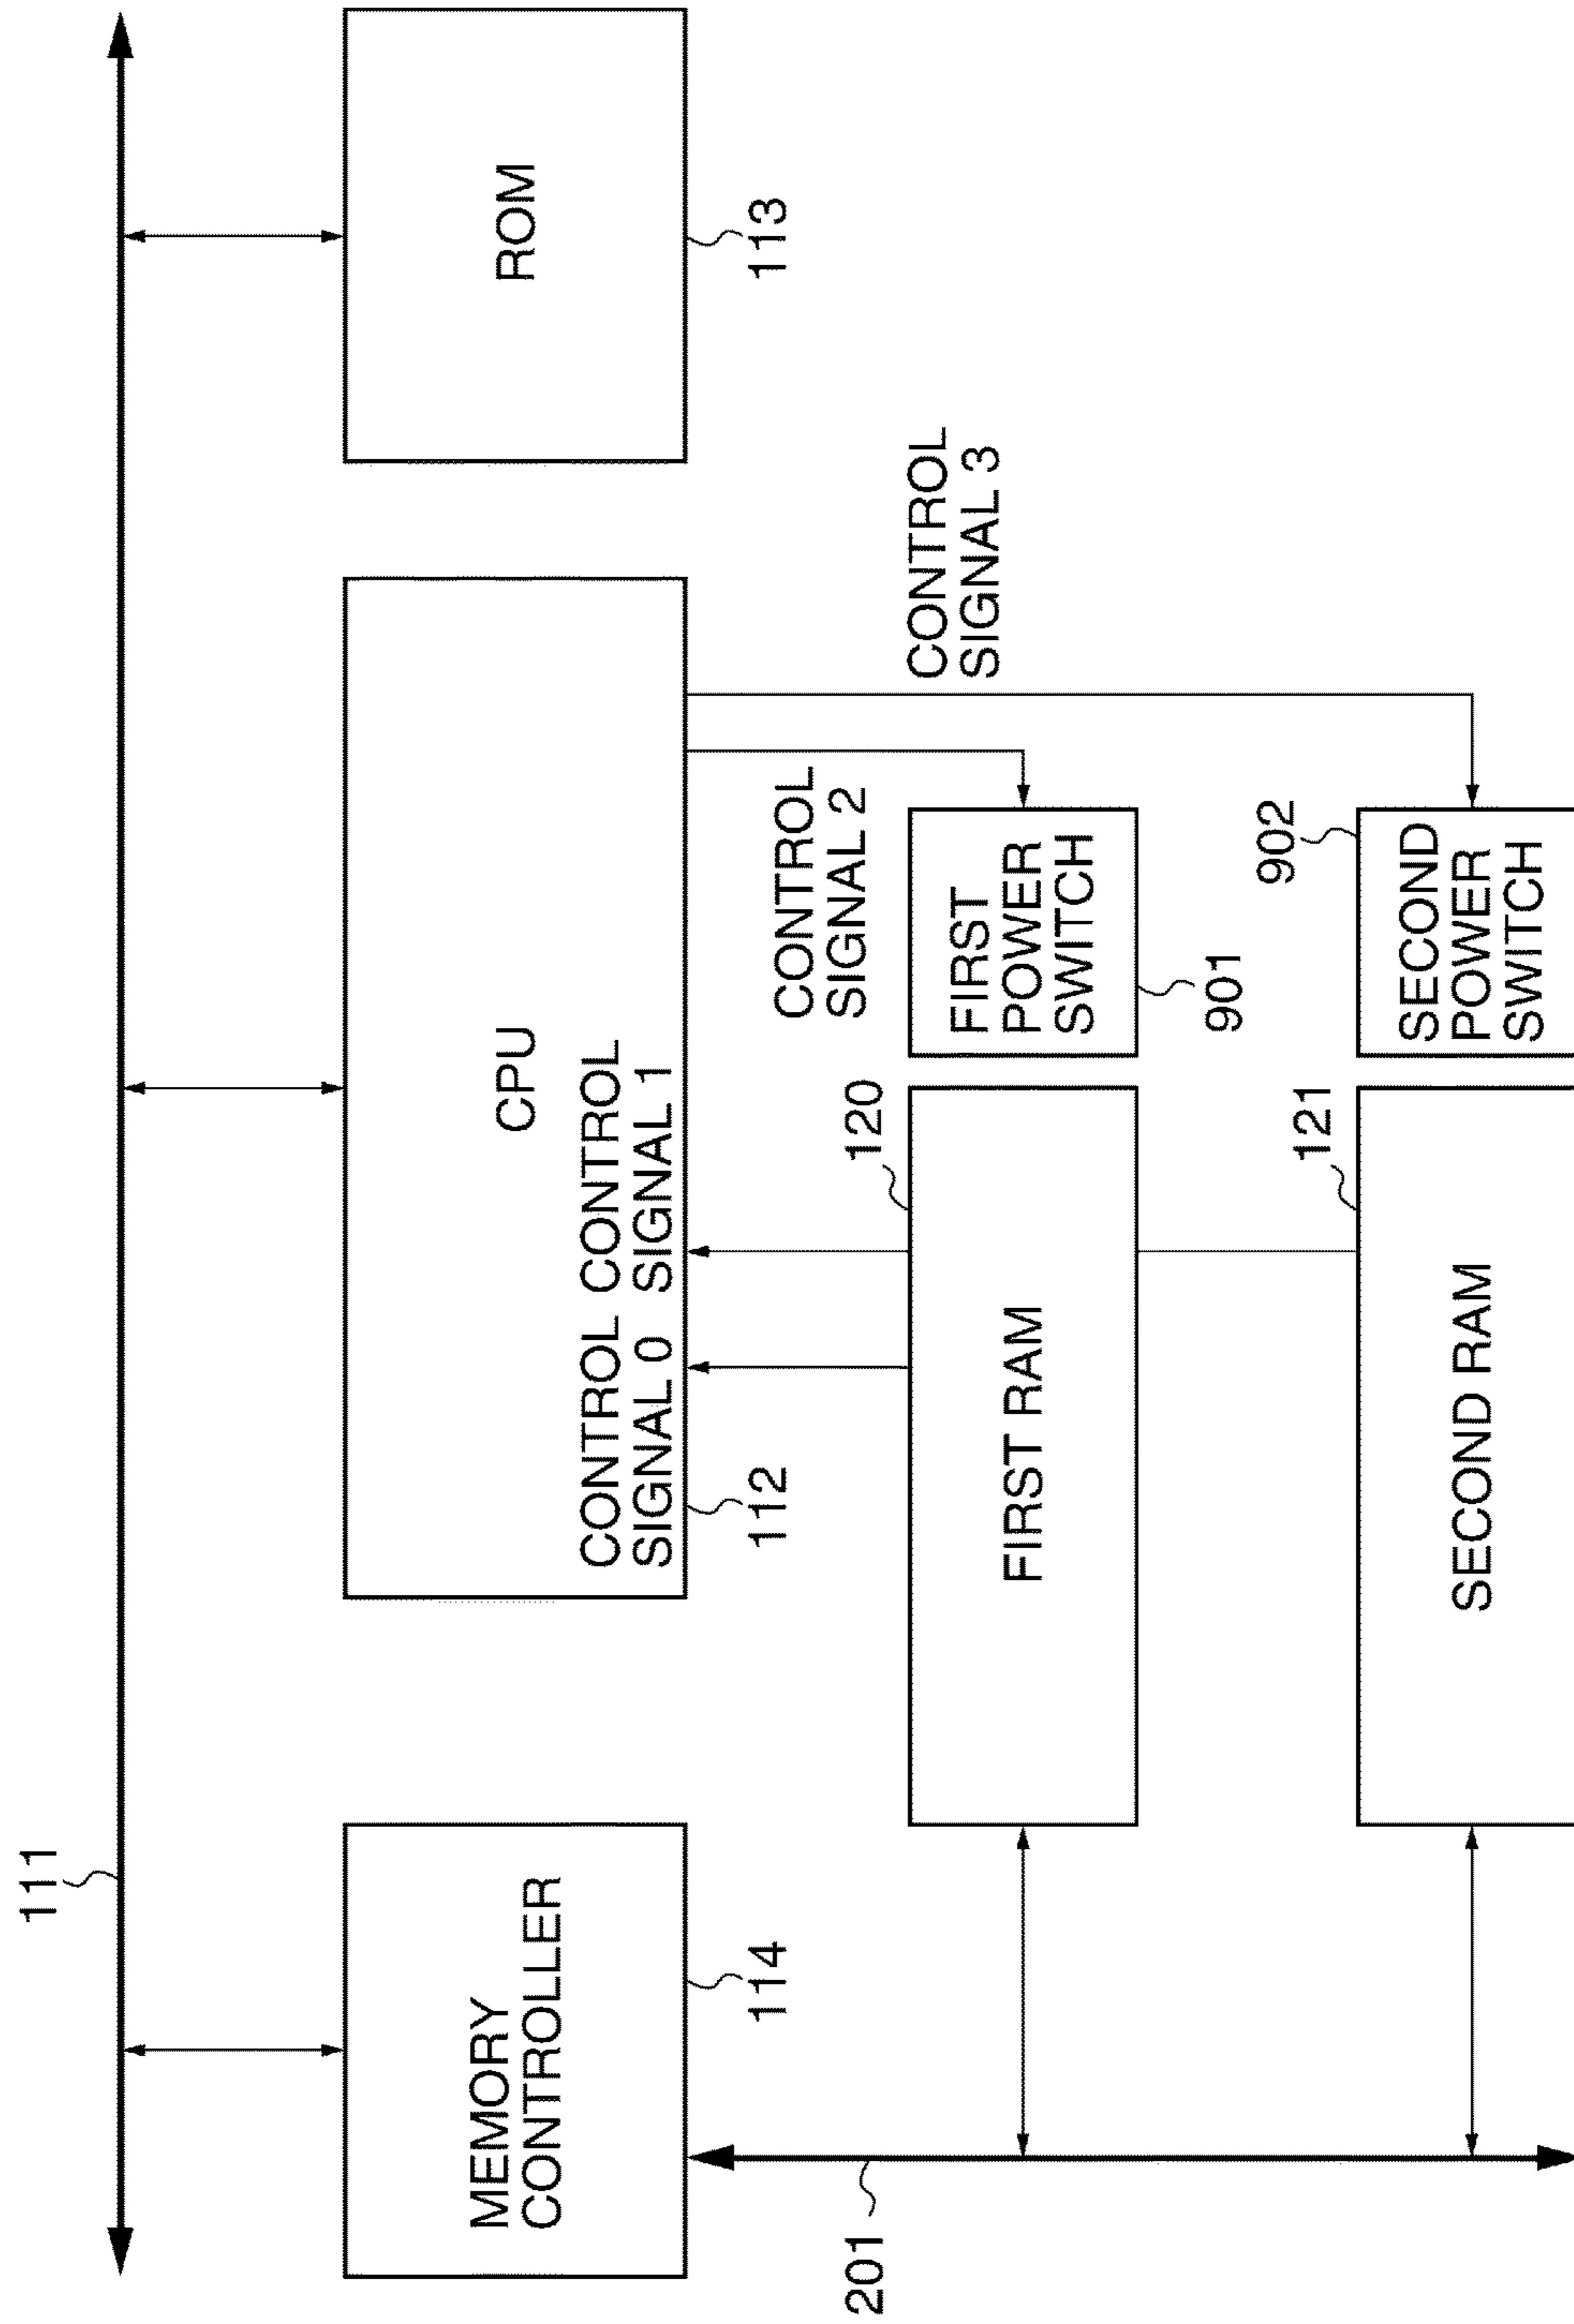 111
MEMORY
CONTROLLER
114
CPU
CONTROL
SIGNAL 0
CONTROL
SIGNAL 1
112
ROM
113
201
CONTROL
SIGNAL 2
CONTROL
SIGNAL 3
120
FIRST RAM
FIRST
POWER
SWITCH
901
121
SECOND RAM
902
SECOND
POWER
SWITCH